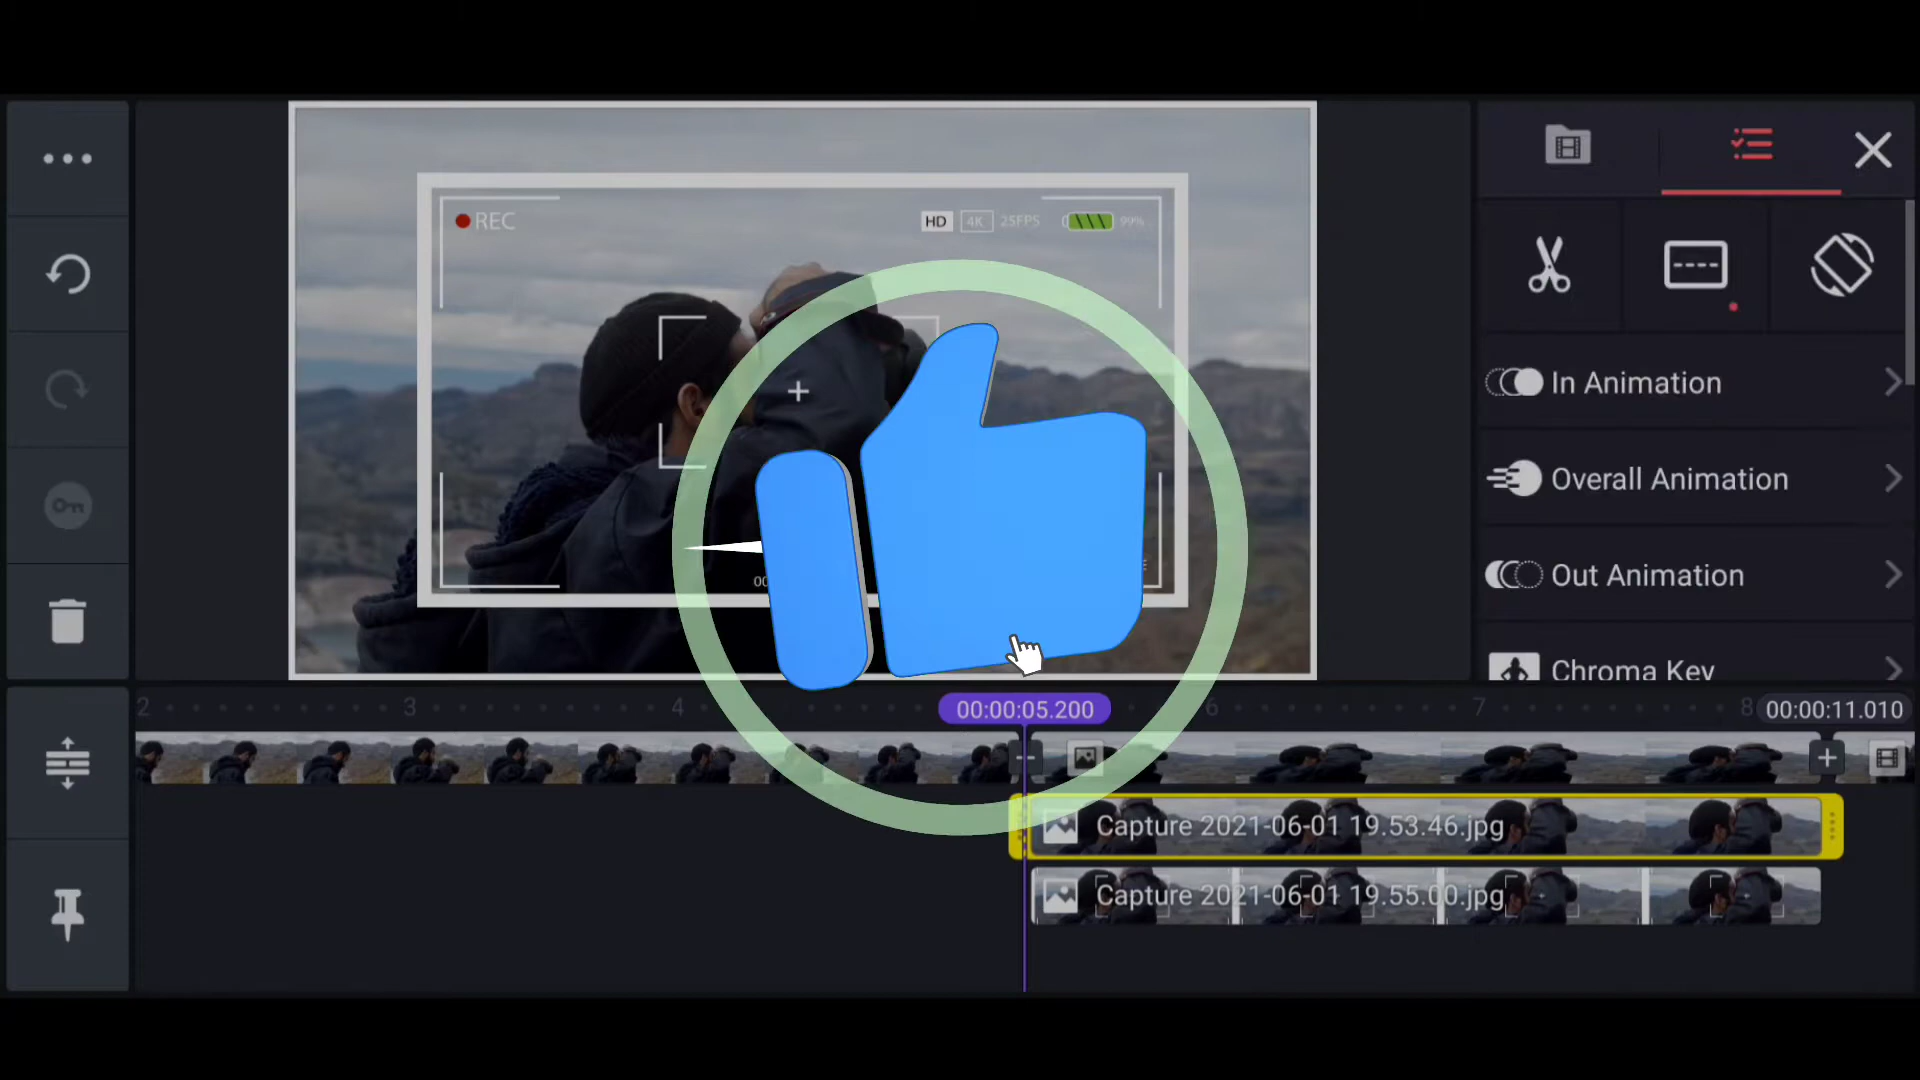 REC
HD 4K 25FPS 99%
In Animation
Overall Animation
Out Animation
Chroma Key
2 3 4 00:00:05.200 6 7 8 00:00:11.010
Capture 2021-06-01 19.53.46.jpg
Capture 2021-06-01 19.55.00.jpg